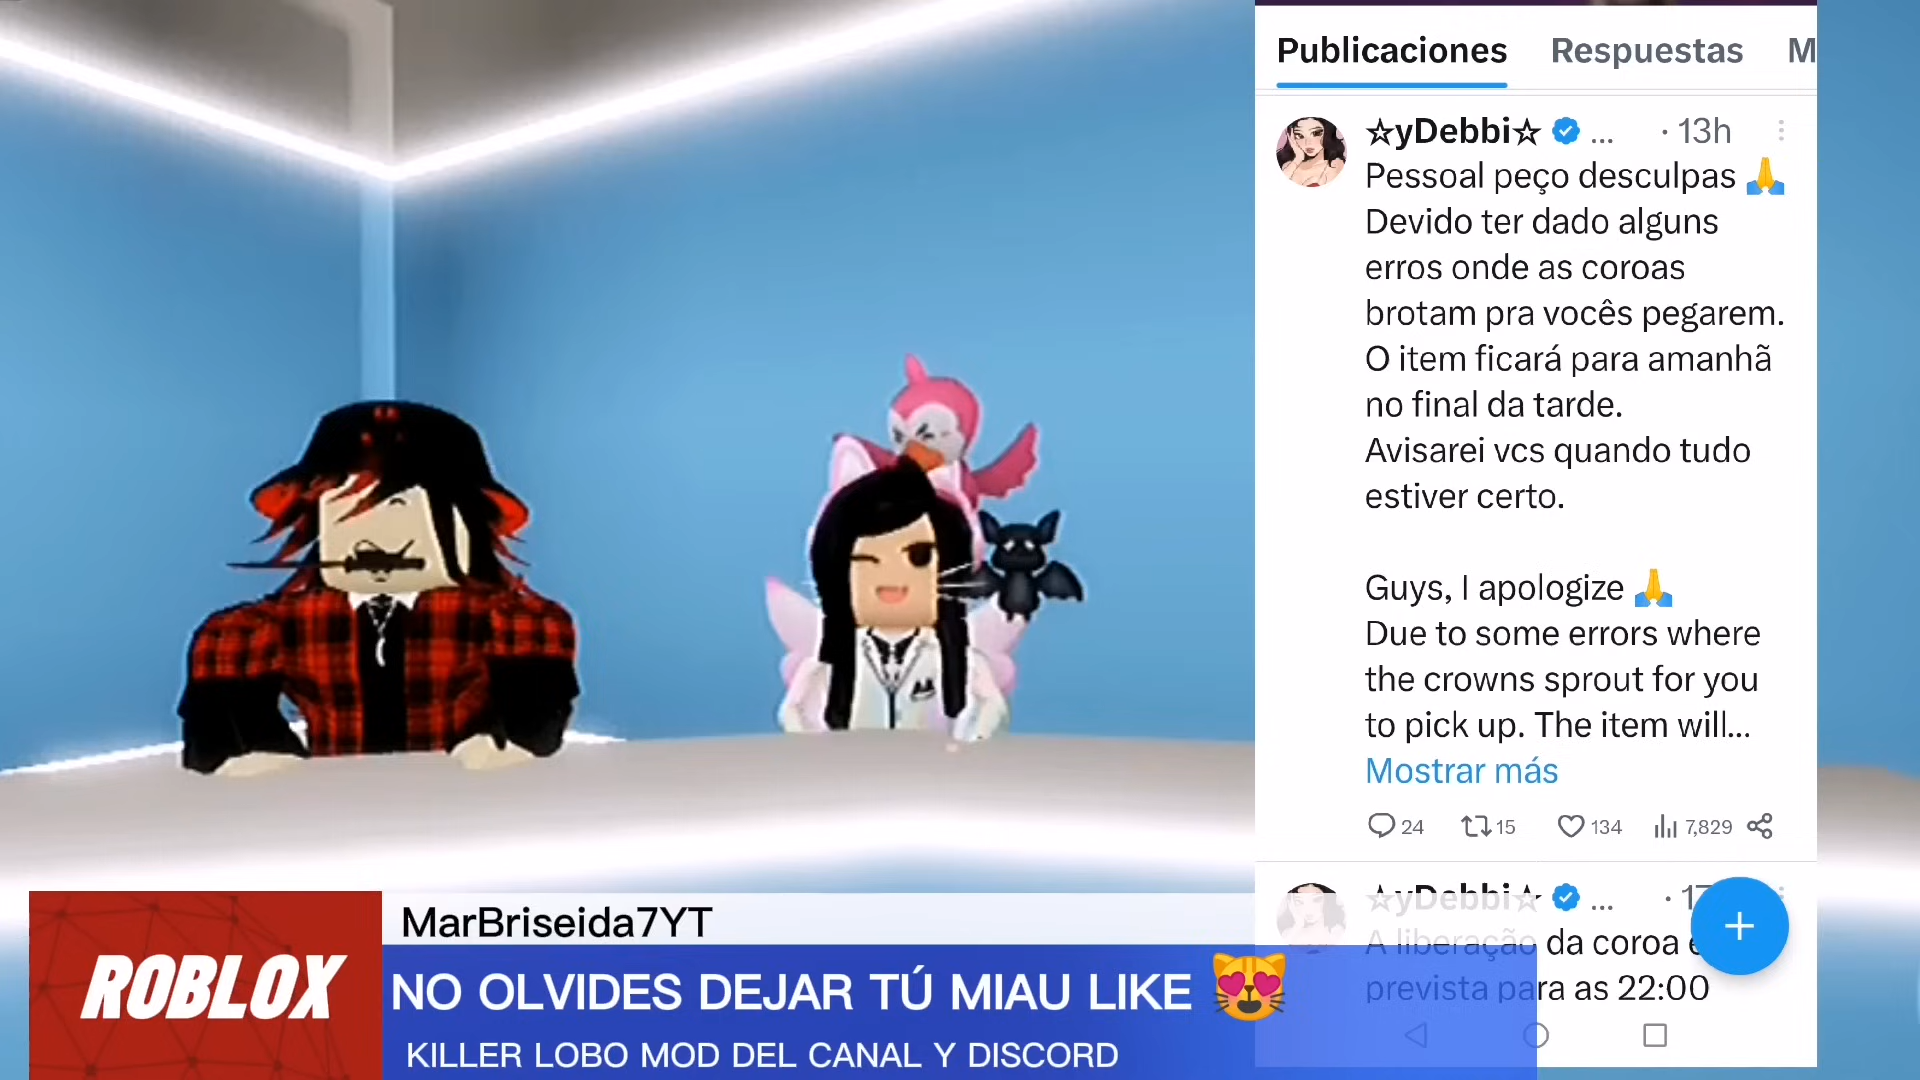 Publicaciones Respuestas M
☆yDebbi☆ ... · 13h
Pessoal peço desculpas 🙏
Devido ter dado alguns
erros onde as coroas
brotam pra vocês pegarem.
O item ficará para amanhã
no final da tarde.
Avisarei vcs quando tudo
estiver certo.
Guys, I apologize 🙏
Due to some errors where
the crowns sprout for you
to pick up. The item will...
Mostrar más
24 15 134 7,829
☆yDebbi☆ ... · 17
A liberação da coroa
prevista para as 22:00
ROBLOX
MarBriseida7YT
NO OLVIDES DEJAR TÚ MIAU LIKE 😻
KILLER LOBO MOD DEL CANAL Y DISCORD